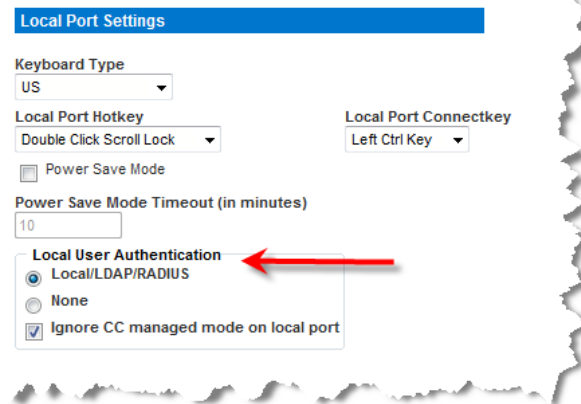 Local Port Settings
Keyboard Type
US
Local Port Hotkey
Local Port Connectkey
Double Click Scroll Lock
Left Ctrl Key
Power Save Mode
Power Save Mode Timeout (in minutes)
10
Local User Authentication
Local/LDAP/RADIUS
None
Ignore CC managed mode on local port